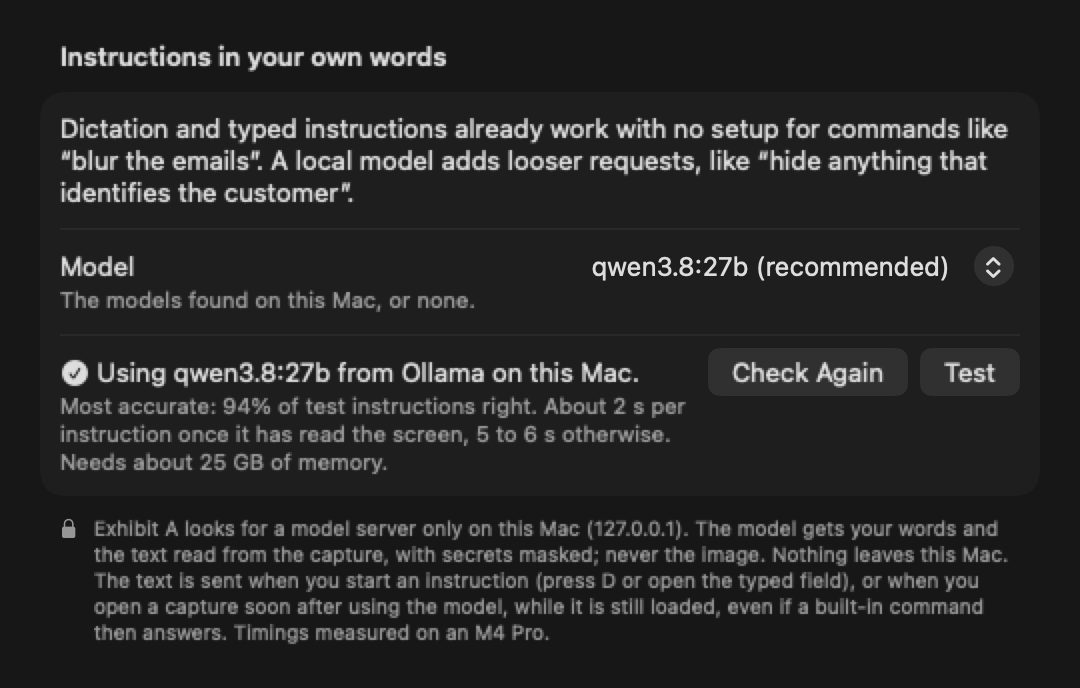 Instructions in your own words
Dictation and typed instructions already work with no setup for commands like
“blur the emails”. A local model adds looser requests, like “hide anything that
identifies the customer”.
Model
qwen3.8:27b (recommended)
The models found on this Mac, or none.
Using qwen3.8:27b from Ollama on this Mac.
Check Again
Test
Most accurate: 94% of test instructions right. About 2 s per
instruction once it has read the screen, 5 to 6 s otherwise.
Needs about 25 GB of memory.
Exhibit A looks for a model server only on this Mac (127.0.0.1). The model gets your words and
the text read from the capture, with secrets masked; never the image. Nothing leaves this Mac.
The text is sent when you start an instruction (press D or open the typed field), or when you
open a capture soon after using the model, while it is still loaded, even if a built-in command
then answers. Timings measured on an M4 Pro.